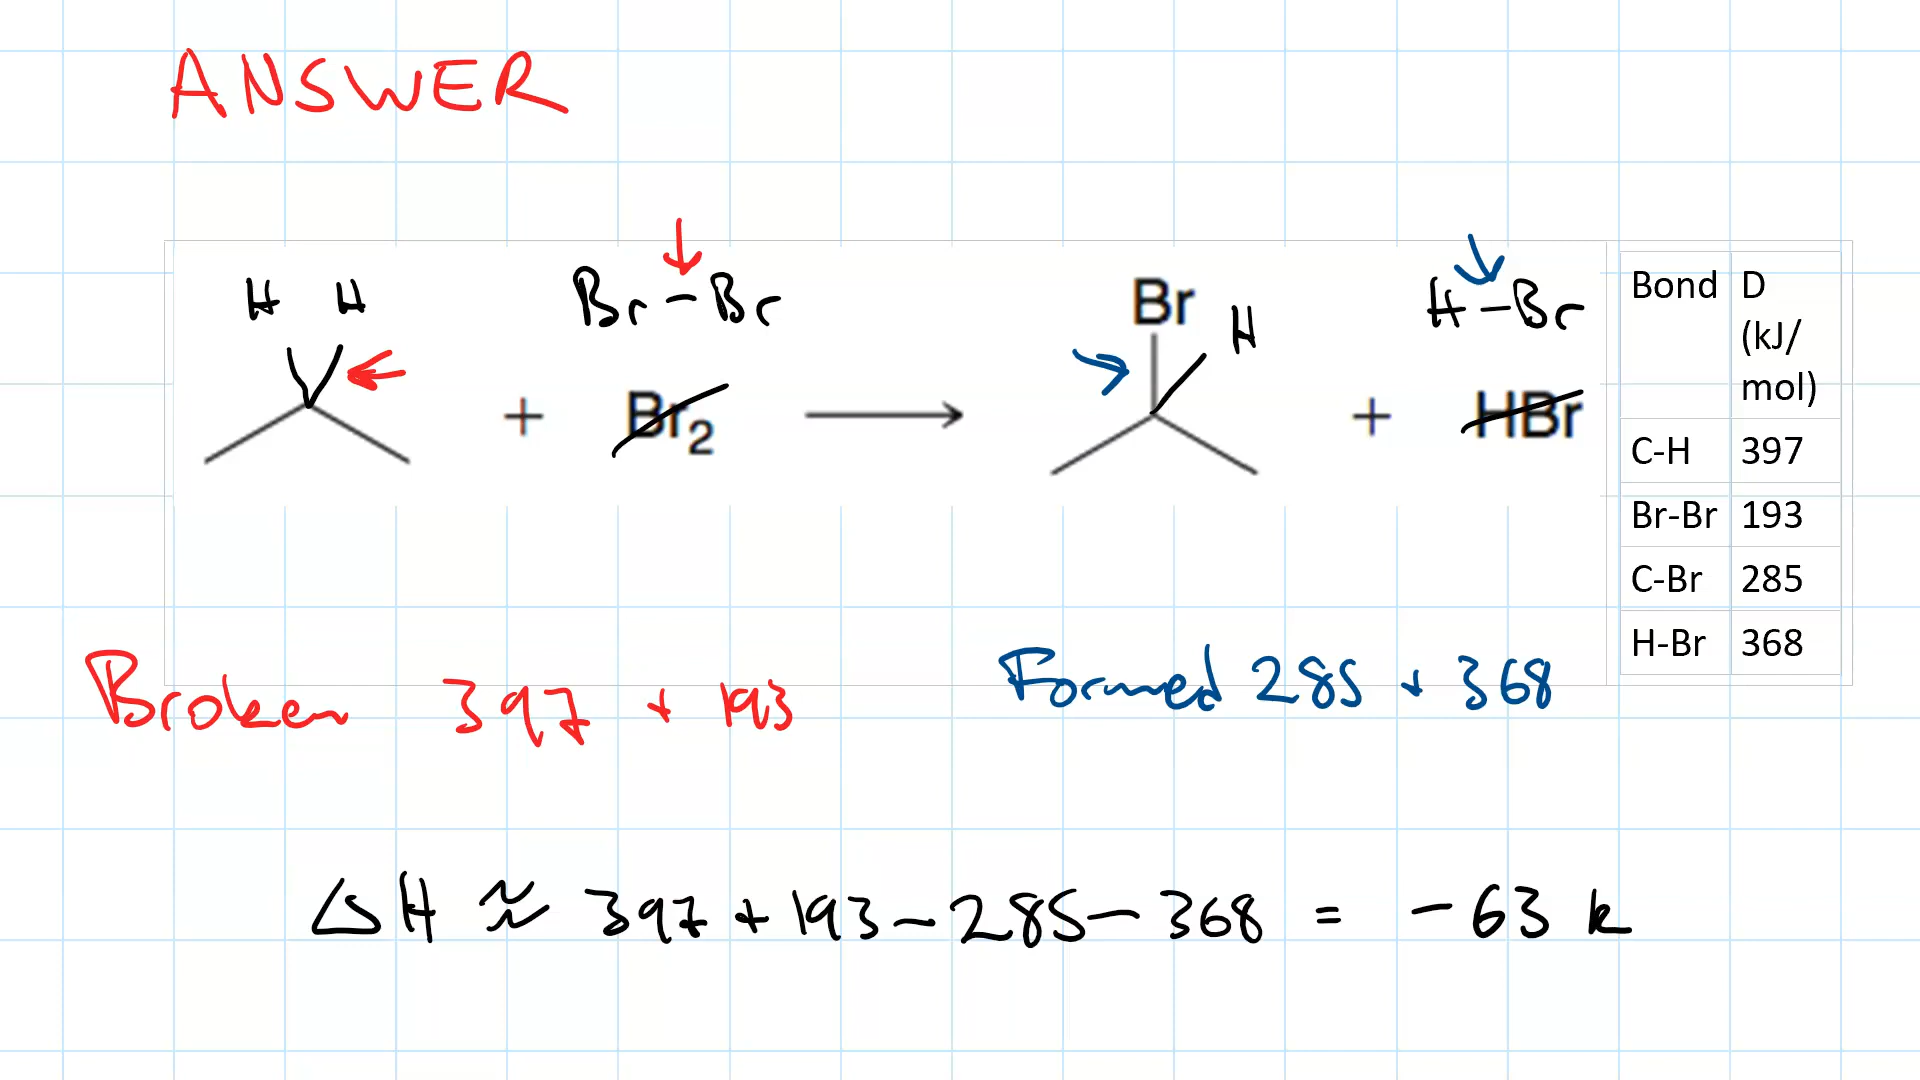 ANSWER
H H Br - Br Br H H - Br
+ Br2 + HBr
Bond D (kJ/mol)
C-H 397
Br-Br 193
C-Br 285
H-Br 368
Broken 397 + 193
Formed 285 + 368
ΔH ≈ 397 + 193 - 285 - 368 = -63 k